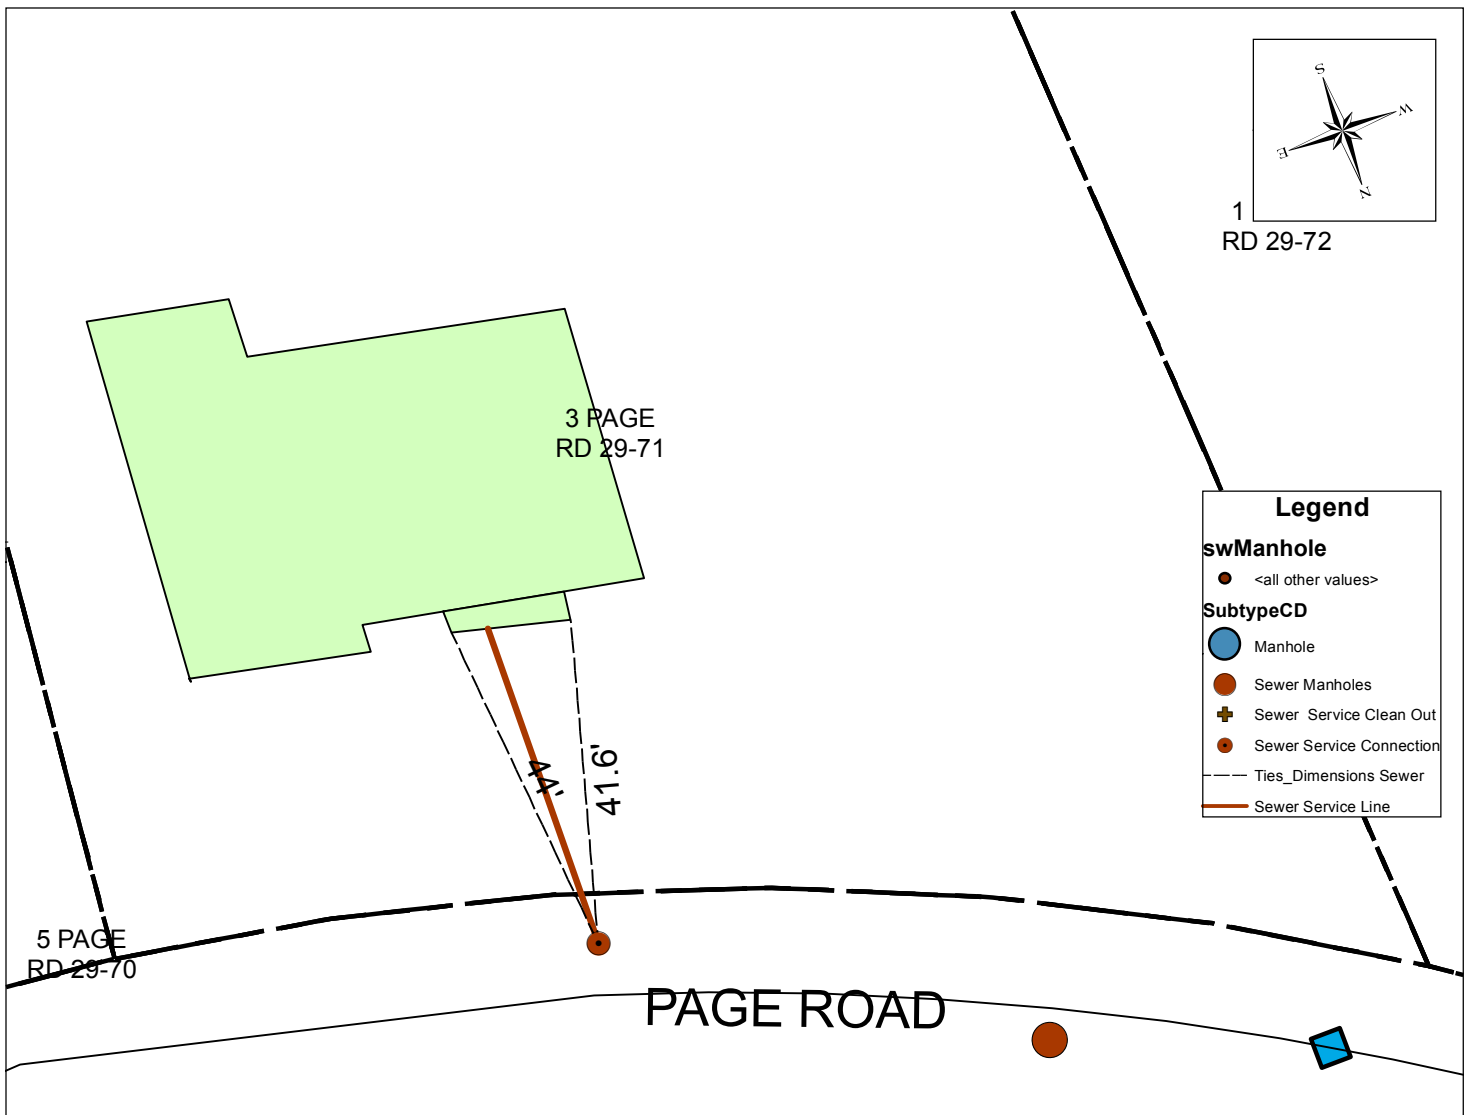 S
W
E
N
1
RD 29-72
3 PAGE
RD 29-71
Legend
swManhole
<all other values>
SubtypeCD
Manhole
Sewer Manholes
Sewer Service Clean Out
Sewer Service Connection
Ties_Dimensions Sewer
Sewer Service Line
44'
41.6'
5 PAGE
RD 29-70
PAGE ROAD